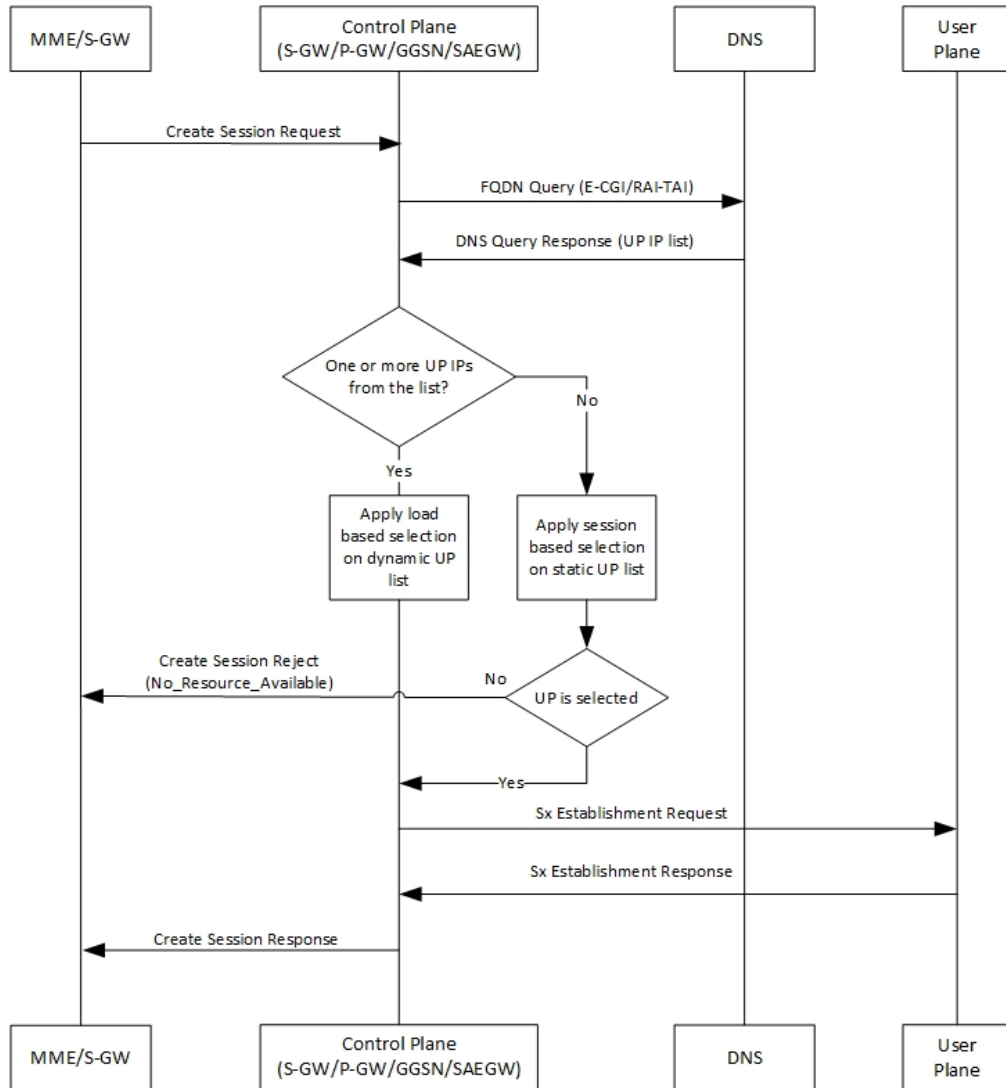 MME/S-GW
Control Plane
(S-GW/P-GW/GGSN/SAEGW)
DNS
User
Plane
Create Session Request
FQDN Query (E-CGI/RAI-TAI)
DNS Query Response (UP IP list)
One or more UP IPs
from the list?
No
Yes
Apply load
based selection
on dynamic UP
list
Apply session
based selection
on static UP list
Create Session Reject
(No_Resource_Available)
No
UP is selected
Yes
Sx Establishment Request
Sx Establishment Response
Create Session Response
MME/S-GW
Control Plane
(S-GW/P-GW/GGSN/SAEGW)
DNS
User
Plane